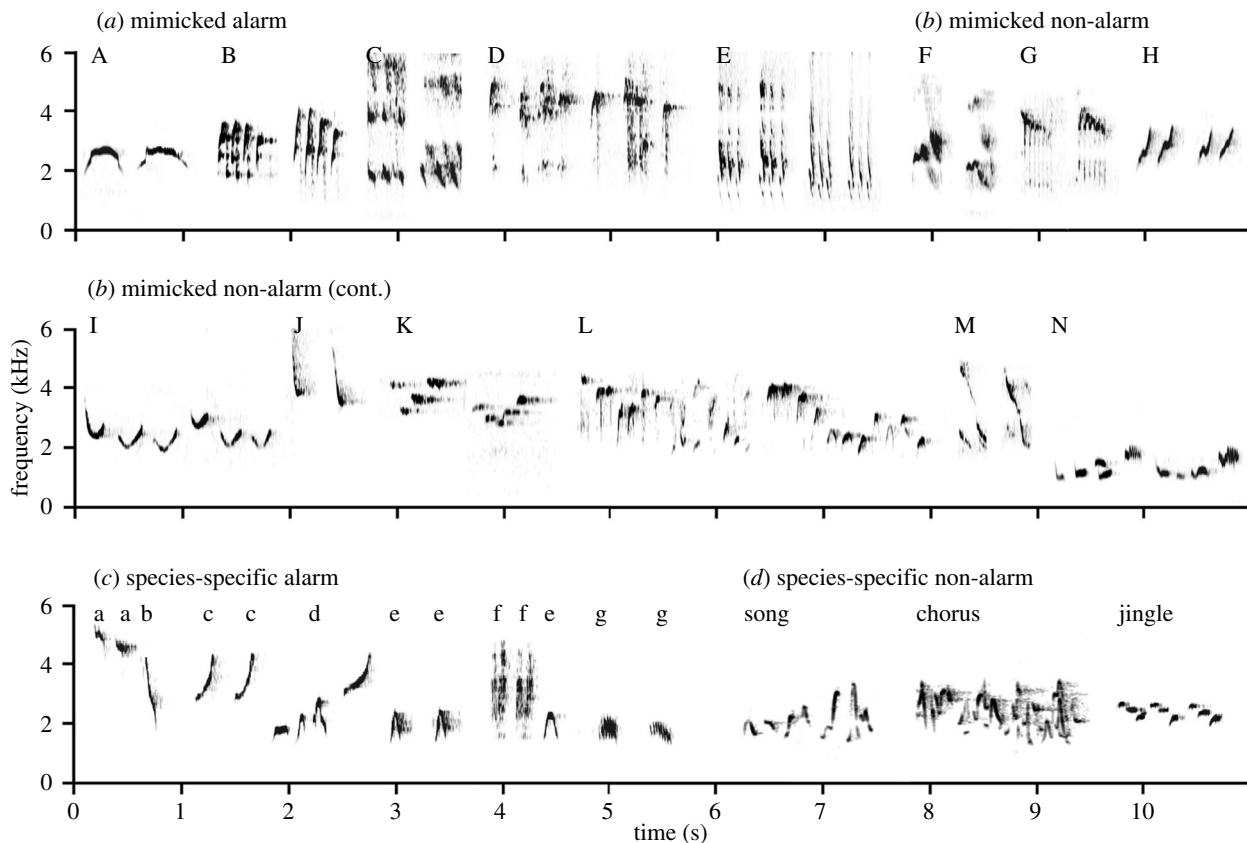 (a) mimicked alarm (b) mimicked non-alarm
6 A B C D E F G H
4
2
0
(b) mimicked non-alarm (cont.)
6 I J K L M N
4
2
0
frequency (kHz)
(c) species-specific alarm (d) species-specific non-alarm
6 a a b c c d e e f f e g g song chorus jingle
4
2
0
0 1 2 3 4 5 6 7 8 9 10
time (s)